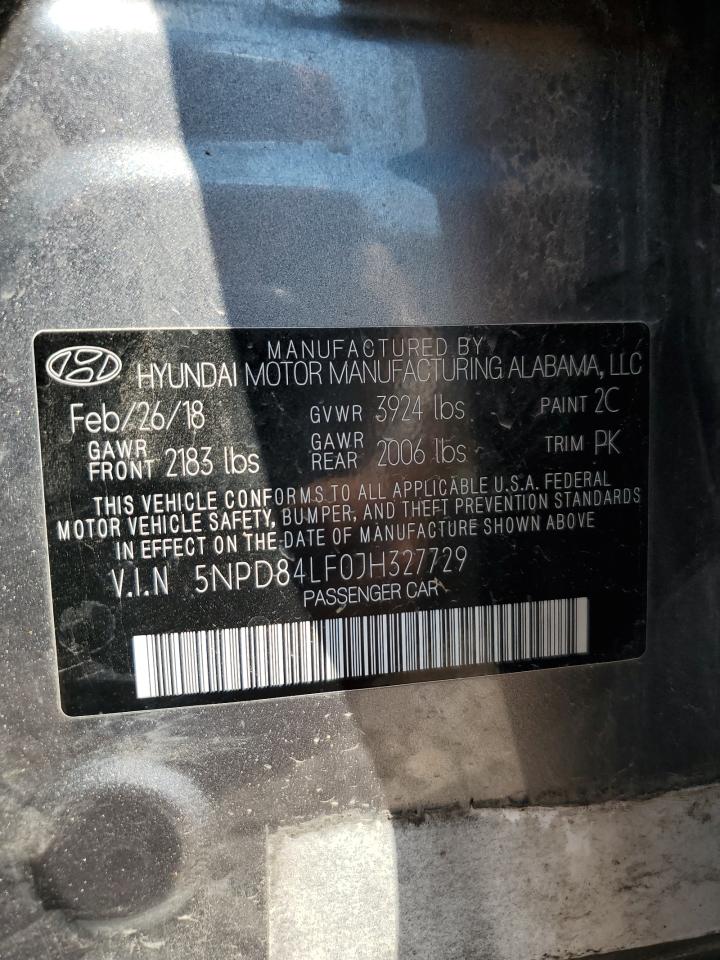 MANUFACTURED BY
HYUNDAI MOTOR MANUFACTURING ALABAMA, LLC
Feb/26/18 GVWR 3924 lbs PAINT 2C
GAWR FRONT 2183 lbs GAWR REAR 2006 lbs TRIM PK
THIS VEHICLE CONFORMS TO ALL APPLICABLE U.S.A. FEDERAL
MOTOR VEHICLE SAFETY, BUMPER, AND THEFT PREVENTION STANDARDS
IN EFFECT ON THE DATE OF MANUFACTURE SHOWN ABOVE
V.I.N 5NPD84LF0JH327729
PASSENGER CAR